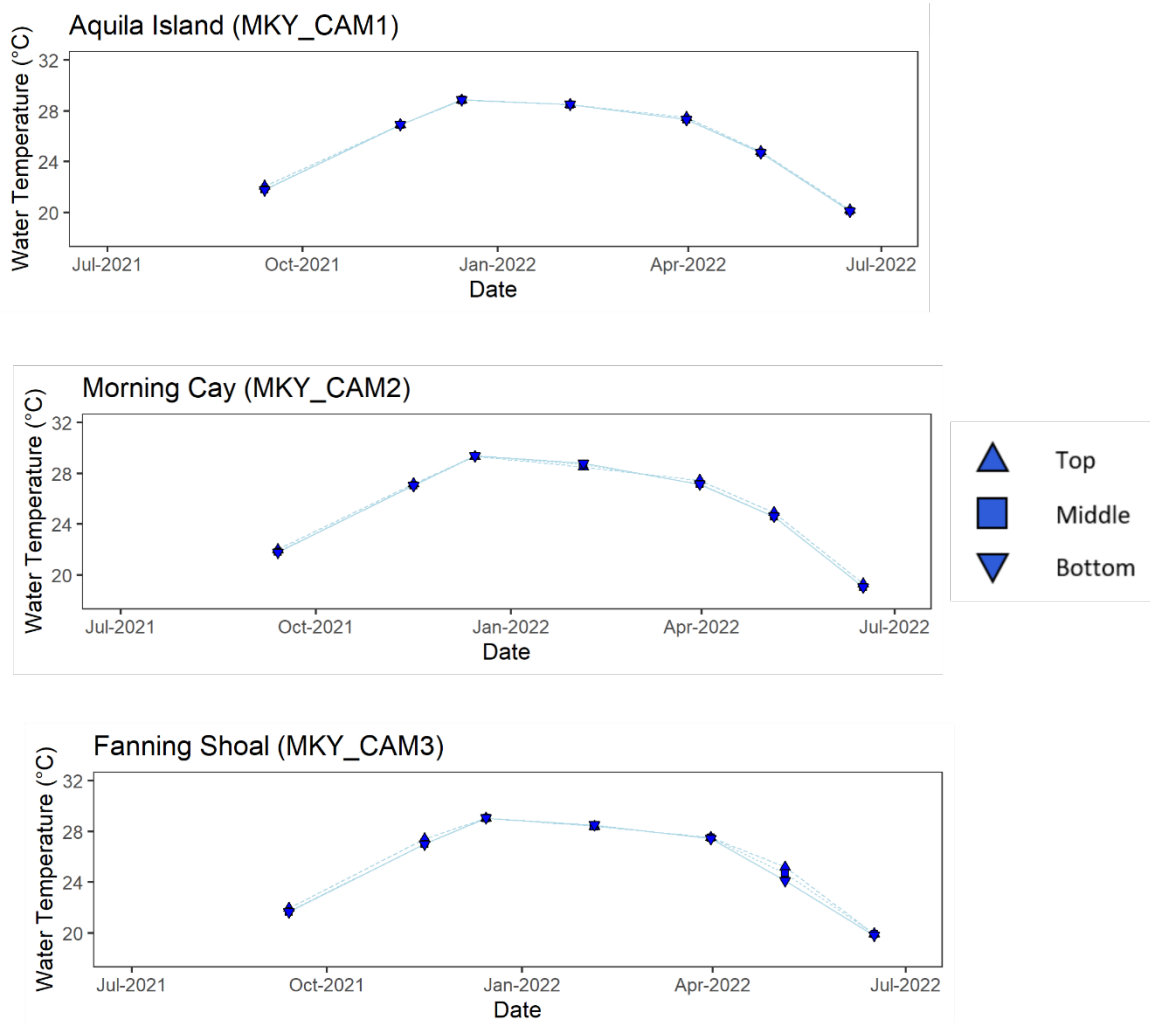 Aquila Island (MKY_CAM1)
Water Temperature (°C)
32
28
24
20
Jul-2021 Oct-2021 Jan-2022 Apr-2022 Jul-2022
Date
Morning Cay (MKY_CAM2)
Water Temperature (°C)
32
28
24
20
Jul-2021 Oct-2021 Jan-2022 Apr-2022 Jul-2022
Date
Top
Middle
Bottom
Fanning Shoal (MKY_CAM3)
Water Temperature (°C)
32
28
24
20
Jul-2021 Oct-2021 Jan-2022 Apr-2022 Jul-2022
Date